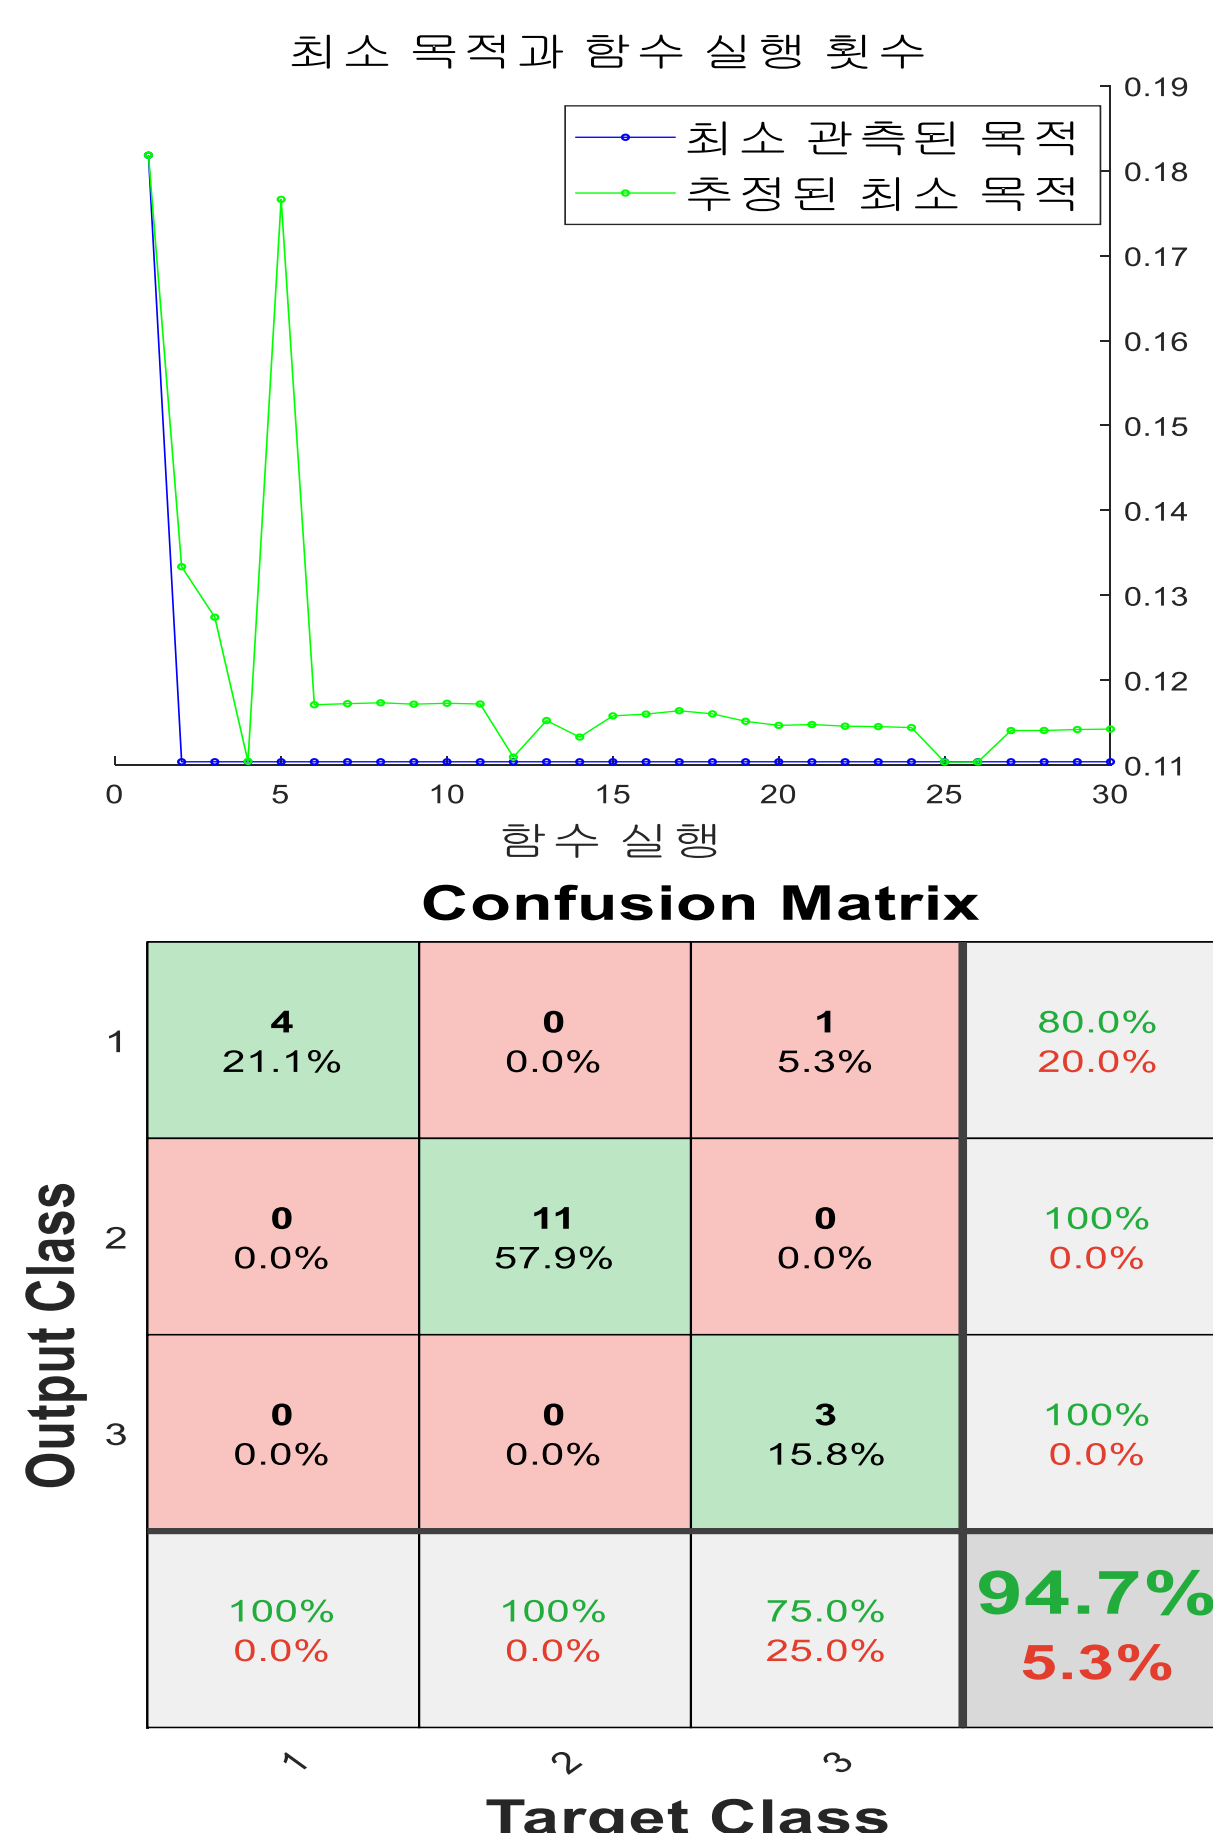 최소 목적과 함수 실행 횟수
최소 관측된 목적
추정된 최소 목적
0.19
0.18
0.17
0.16
0.15
0.14
0.13
0.12
0.11
0 5 10 15 20 25 30
함수 실행
Confusion Matrix
4 0 1 80.0%
1
21.1% 0.0% 5.3% 20.0%
0 11 0 100%
2
0.0% 57.9% 0.0% 0.0%
0 0 3 100%
3
0.0% 0.0% 15.8% 0.0%
100% 100% 75.0% 94.7%
0.0% 0.0% 25.0% 5.3%
Output Class
1 2 3
Target Class